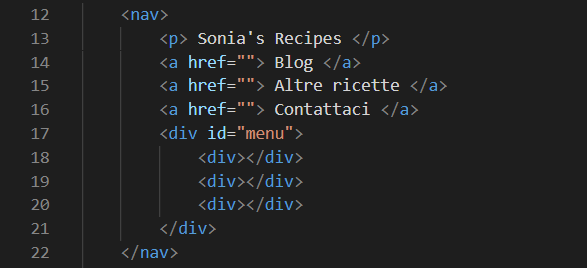 12 <nav>
13 <p> Sonia's Recipes </p>
14 <a href=""> Blog </a>
15 <a href=""> Altre ricette </a>
16 <a href=""> Contattaci </a>
17 <div id="menu">
18 <div></div>
19 <div></div>
20 <div></div>
21 </div>
22 </nav>